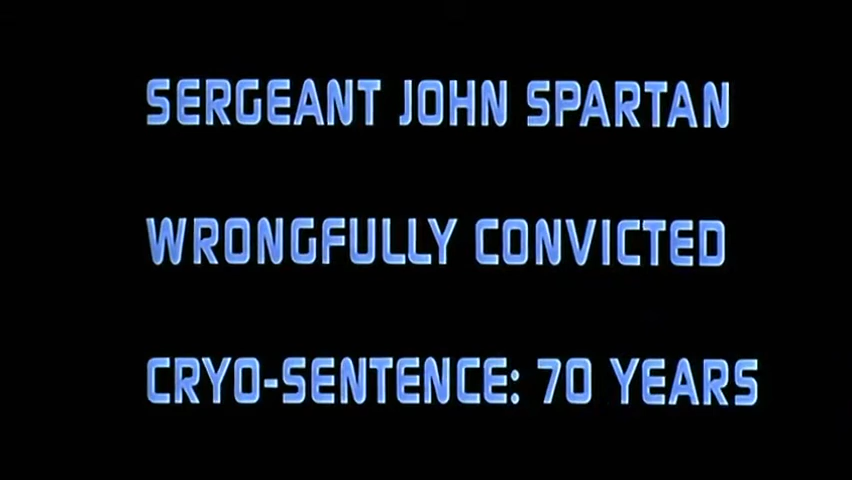 SERGEANT JOHN SPARTAN
WRONGFULLY CONVICTED
CRYO-SENTENCE: 70 YEARS